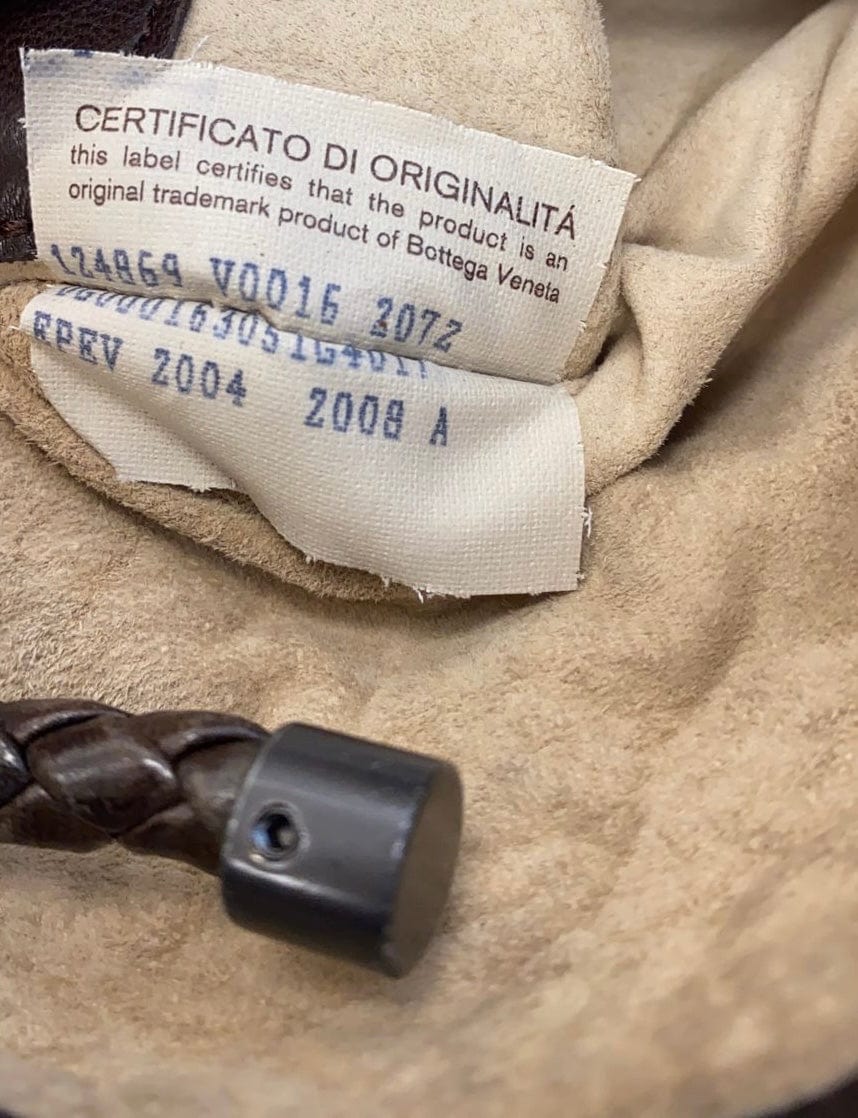 CERTIFICATO DI ORIGINALITÁ
this label certifies that the product is an
original trademark product of Bottega Veneta
124869 V0016 2072
EPEV 2004 2008 A